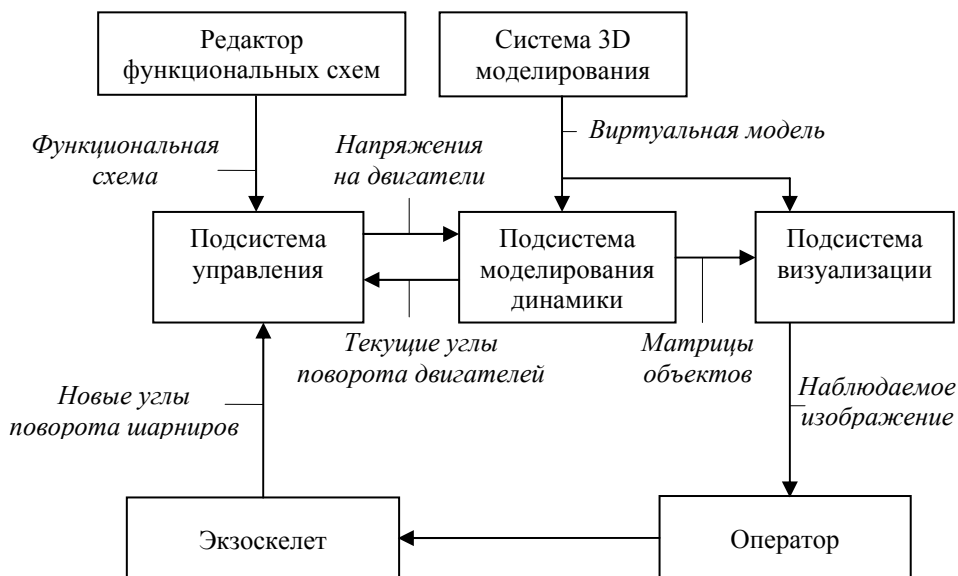 Редактор
функциональных схем
Система 3D
моделирования
Виртуальная модель
Функциональная
схема
Напряжения
на двигатели
Подсистема
управления
Подсистема
моделирования
динамики
Подсистема
визуализации
Текущие углы
поворота двигателей
Матрицы
объектов
Новые углы
поворота шарниров
Наблюдаемое
изображение
Экзоскелет
Оператор